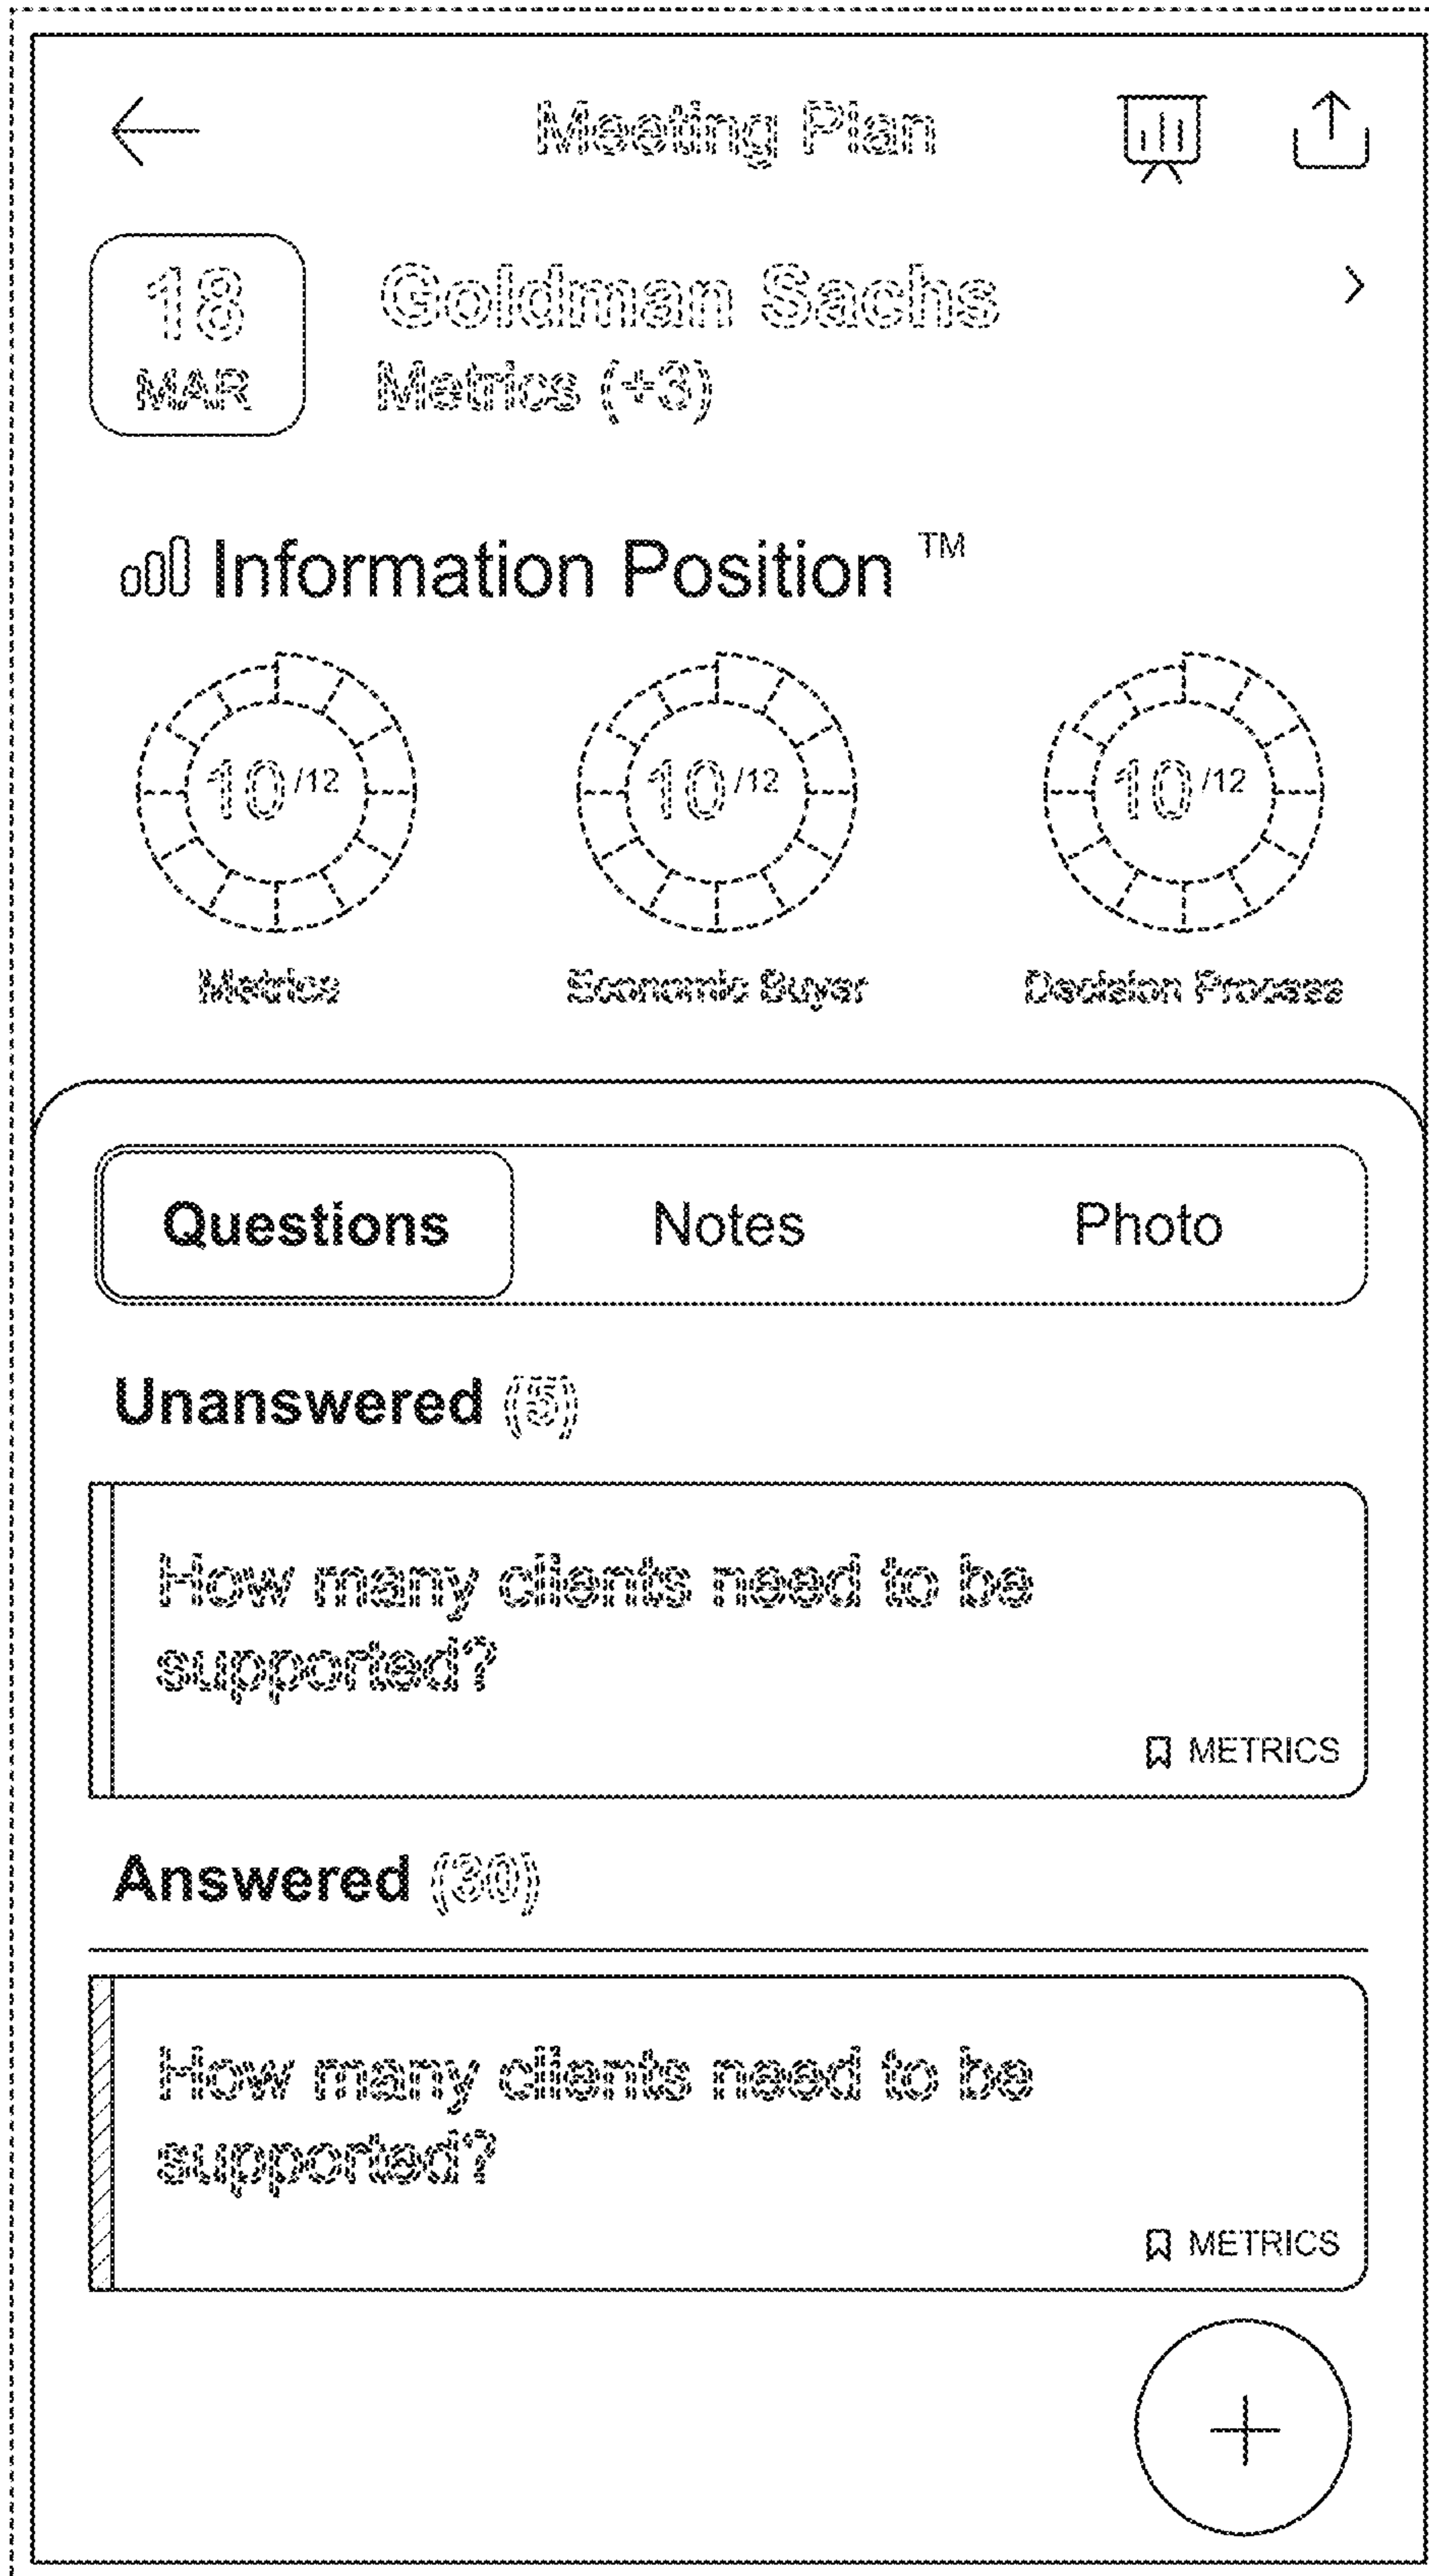 Meeting Plan
18
MAR
Goldman Sachs
Metrics (+3)
Information Position ™
10/12
10/12
10/12
Metrics
Economic Buyer
Decision Process
Questions
Notes
Photo
Unanswered (5)
How many clients need to be
supported?
METRICS
Answered (30)
How many clients need to be
supported?
METRICS